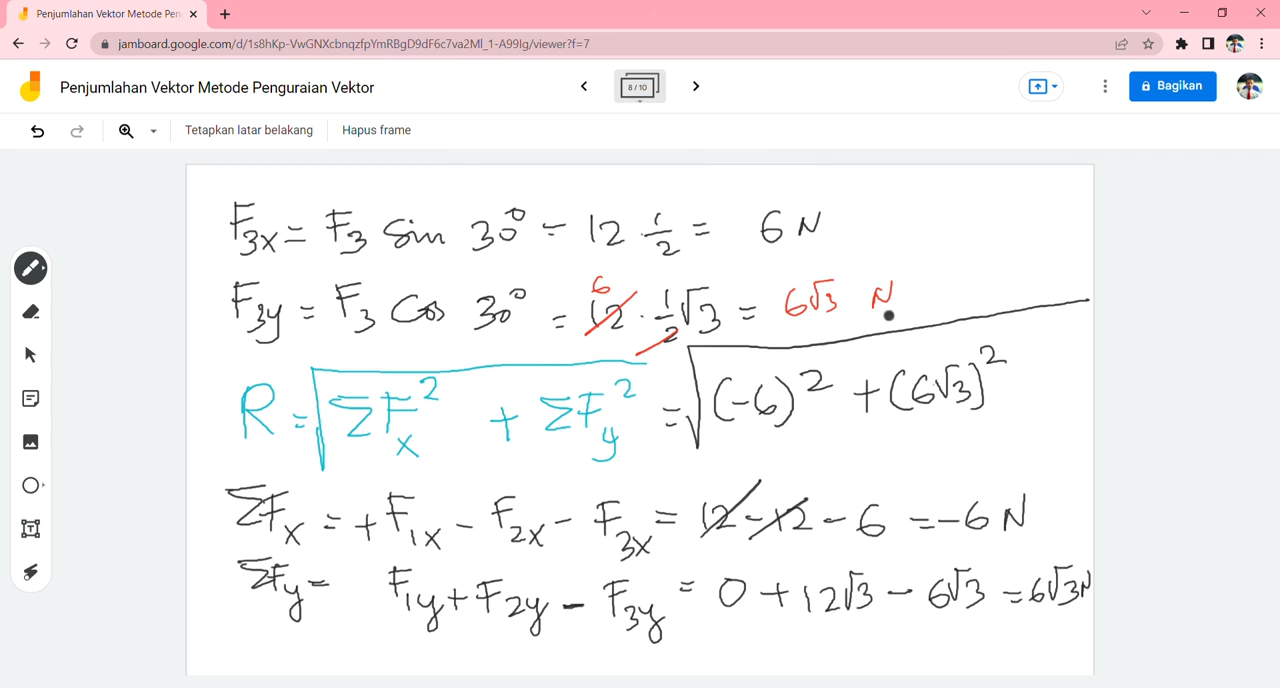 Penjumlahan Vektor Metode Pen
jamboard.google.com/d/1s8hKp-VwGNXcbnqzfpYmRBgD9dF6c7va2Ml_1-A99Ig/viewer?f=7
Penjumlahan Vektor Metode Penguraian Vektor
8 / 10
Bagikan
Tetapkan latar belakang
Hapus frame
F3x = F3 Sin 30° = 12 . 1/2 = 6 N
6
F3y = F3 Cos 30° = 12 . 1/2 √3 = 6√3 N
R = √ΣFx² + ΣFy² = √(-6)² + (6√3)²
ΣFx = + F1x - F2x - F3x = 12 - 12 - 6 = -6 N
ΣFy = F1y + F2y - F3y = 0 + 12√3 - 6√3 = 6√3 N